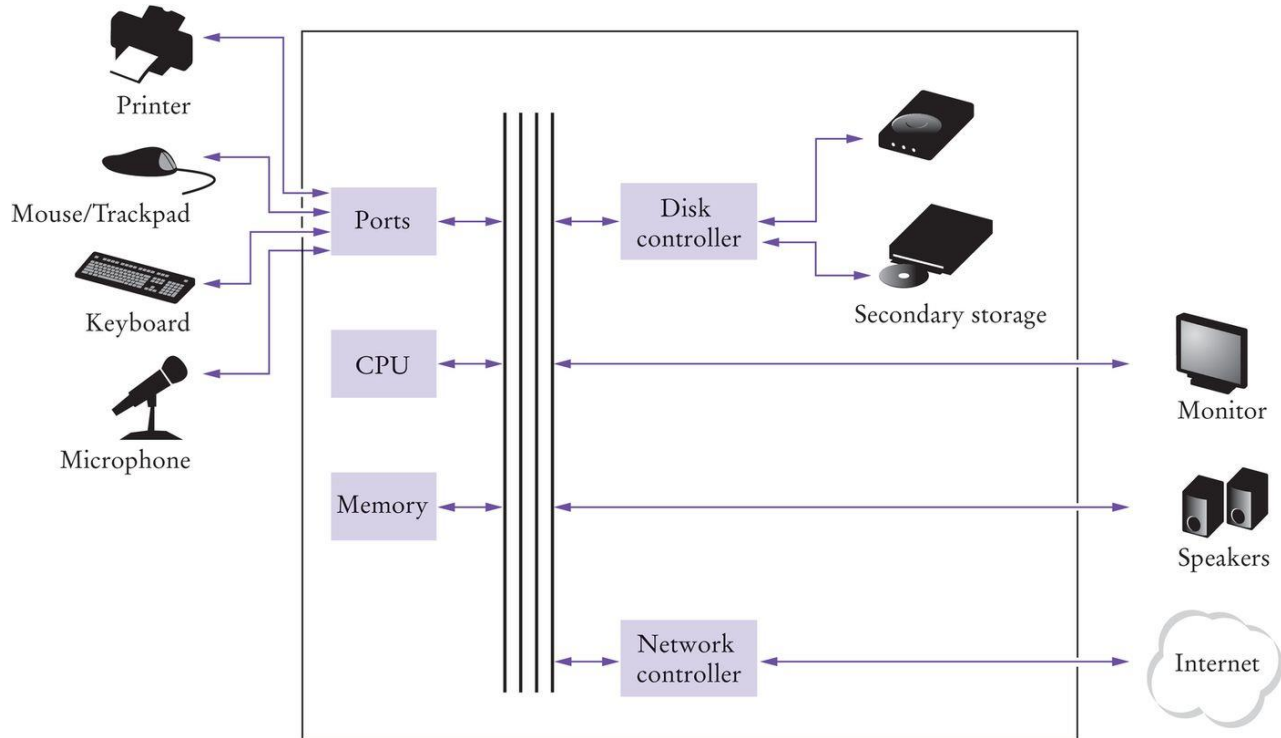 Printer
Mouse/Trackpad
Keyboard
Microphone
Ports
CPU
Memory
Disk
controller
Secondary storage
Network
controller
Monitor
Speakers
Internet